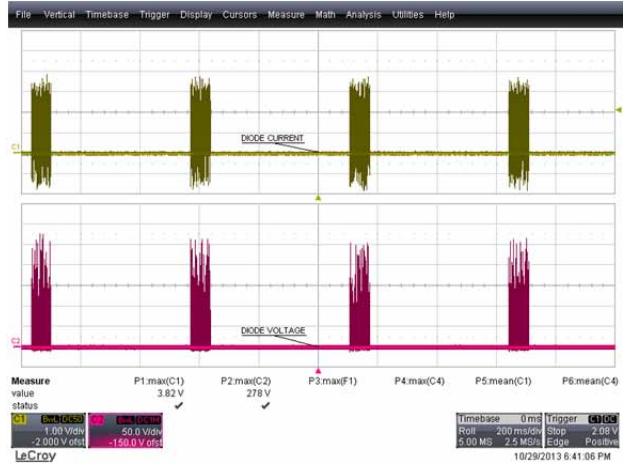 File Vertical Timebase Trigger Display Cursors Measure Math Analysis Utilities Help
C1
DIODE CURRENT
DIODE VOLTAGE
C2
Measure P1:max(C1) P2:max(C2) P3:max(F1) P4:max(C4) P5:mean(C1) P6:mean(C4)
value 3.82 V 278 V
status
C1 BwL DC50 C2 BwL DC1M Timebase 0 ms Trigger C1 DC
1.00 V/div 50.0 V/div Roll 200 ms/div Stop 2.08 V
-2.000 V ofst -150.0 V ofst 5.00 MS 2.5 MS/s Edge Positive
LeCroy 10/29/2013 6:41:06 PM